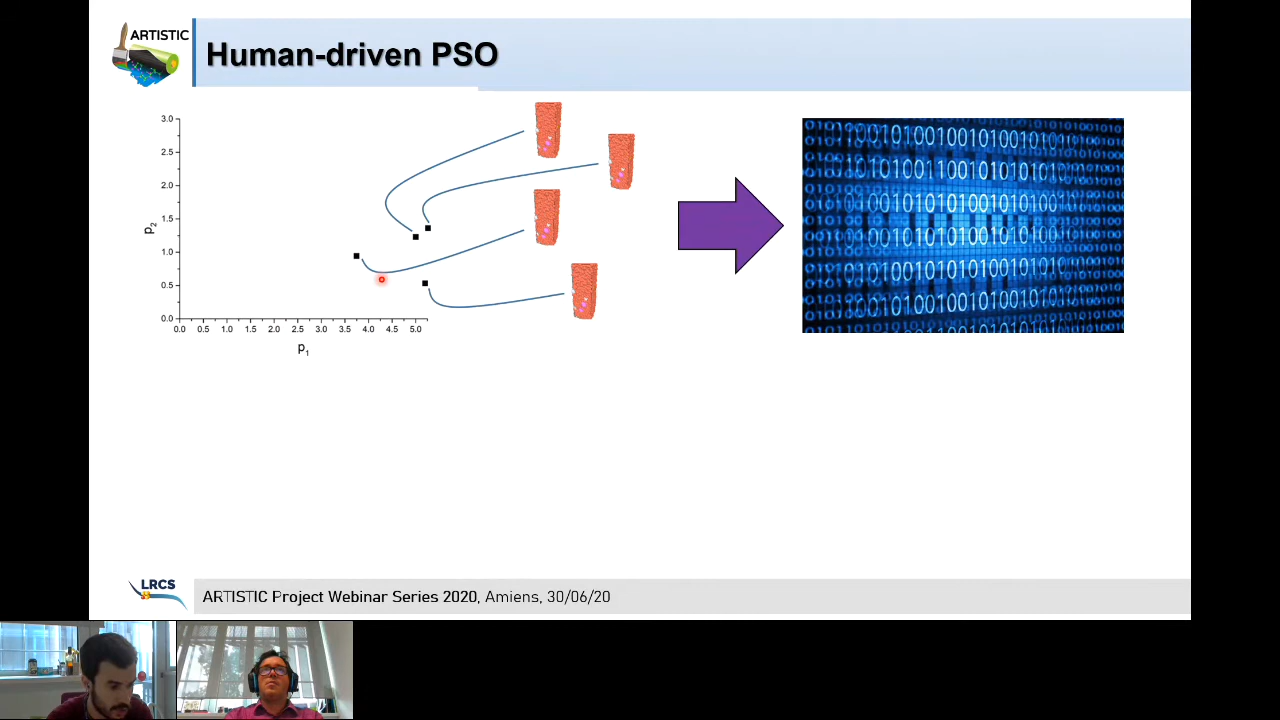 ARTISTIC
Human-driven PSO
3.0
2.5
2.0
1.5
1.0
0.5
0.0
p2
0.0 0.5 1.0 1.5 2.0 2.5 3.0 3.5 4.0 4.5 5.0
p1
LRCS
ARTISTIC Project Webinar Series 2020, Amiens, 30/06/20